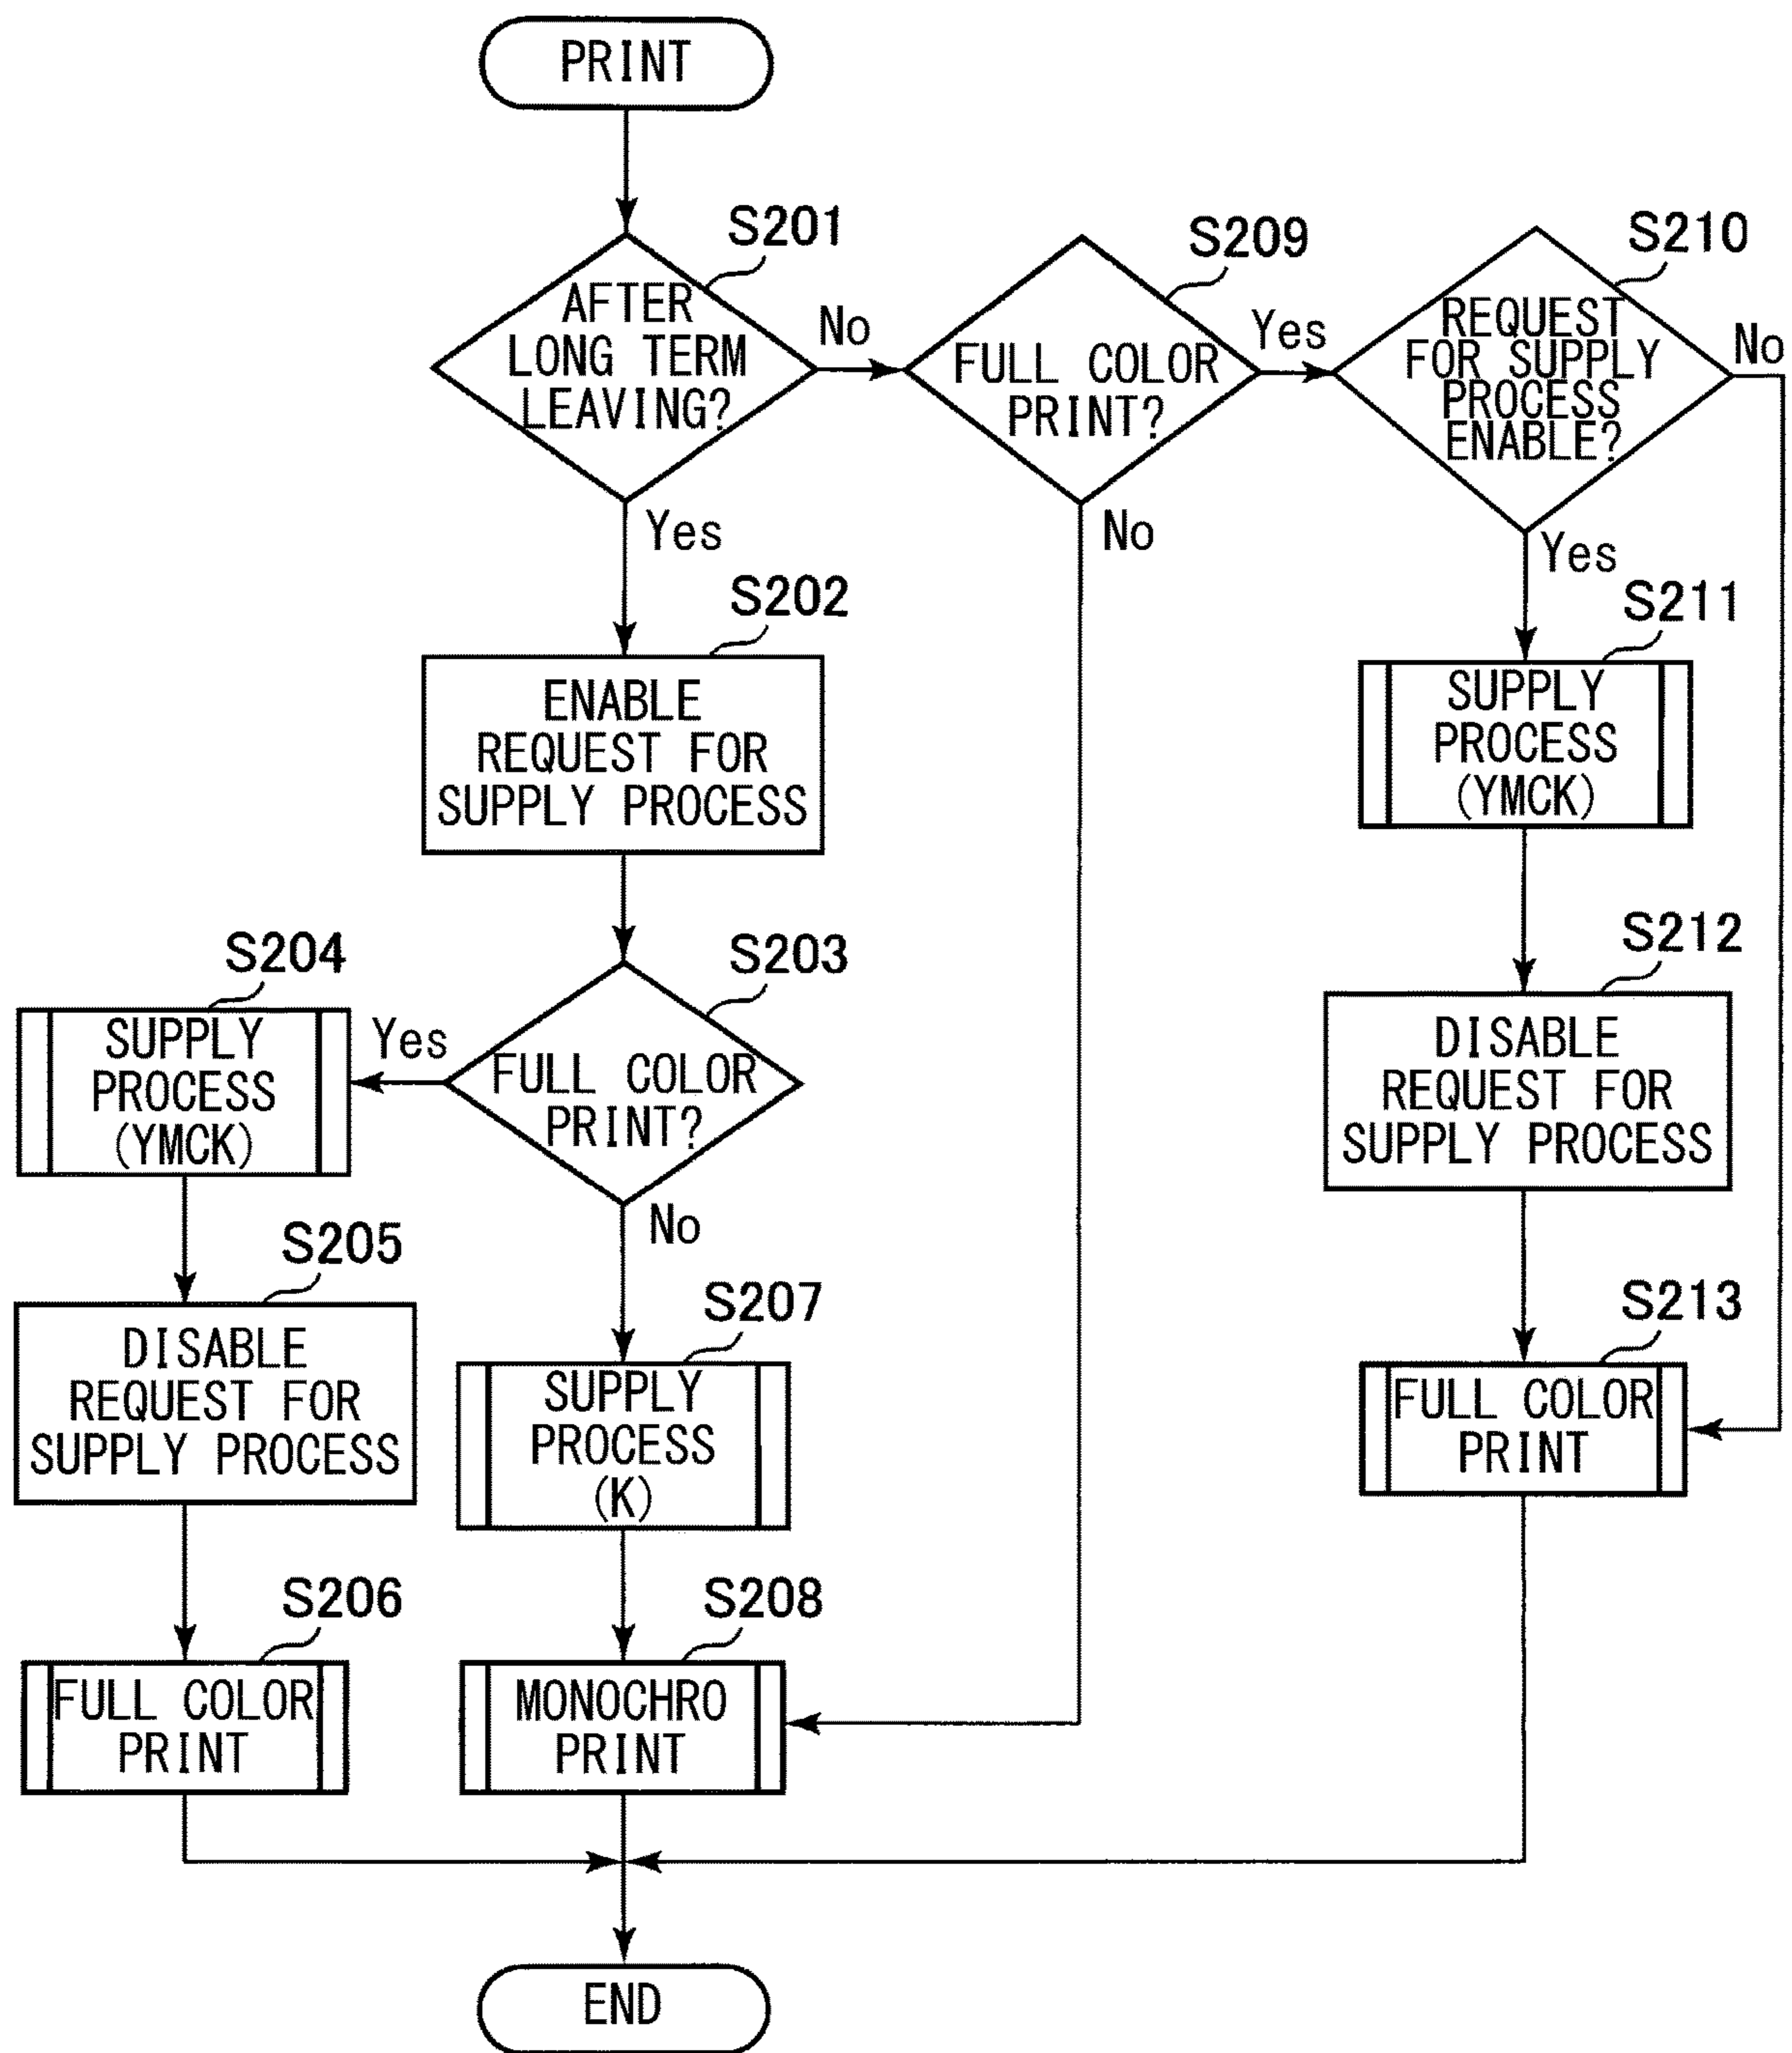 PRINT
S201
AFTER
LONG TERM
LEAVING?
No
Yes
S209
FULL COLOR
PRINT?
Yes
No
S210
REQUEST
FOR SUPPLY
PROCESS
ENABLE?
No
Yes
S202
ENABLE
REQUEST FOR
SUPPLY PROCESS
S211
SUPPLY
PROCESS
(YMCK)
S203
FULL COLOR
PRINT?
Yes
No
S204
SUPPLY
PROCESS
(YMCK)
S212
DISABLE
REQUEST FOR
SUPPLY PROCESS
S205
DISABLE
REQUEST FOR
SUPPLY PROCESS
S207
SUPPLY
PROCESS
(K)
S213
FULL COLOR
PRINT
S206
FULL COLOR
PRINT
S208
MONOCHRO
PRINT
END